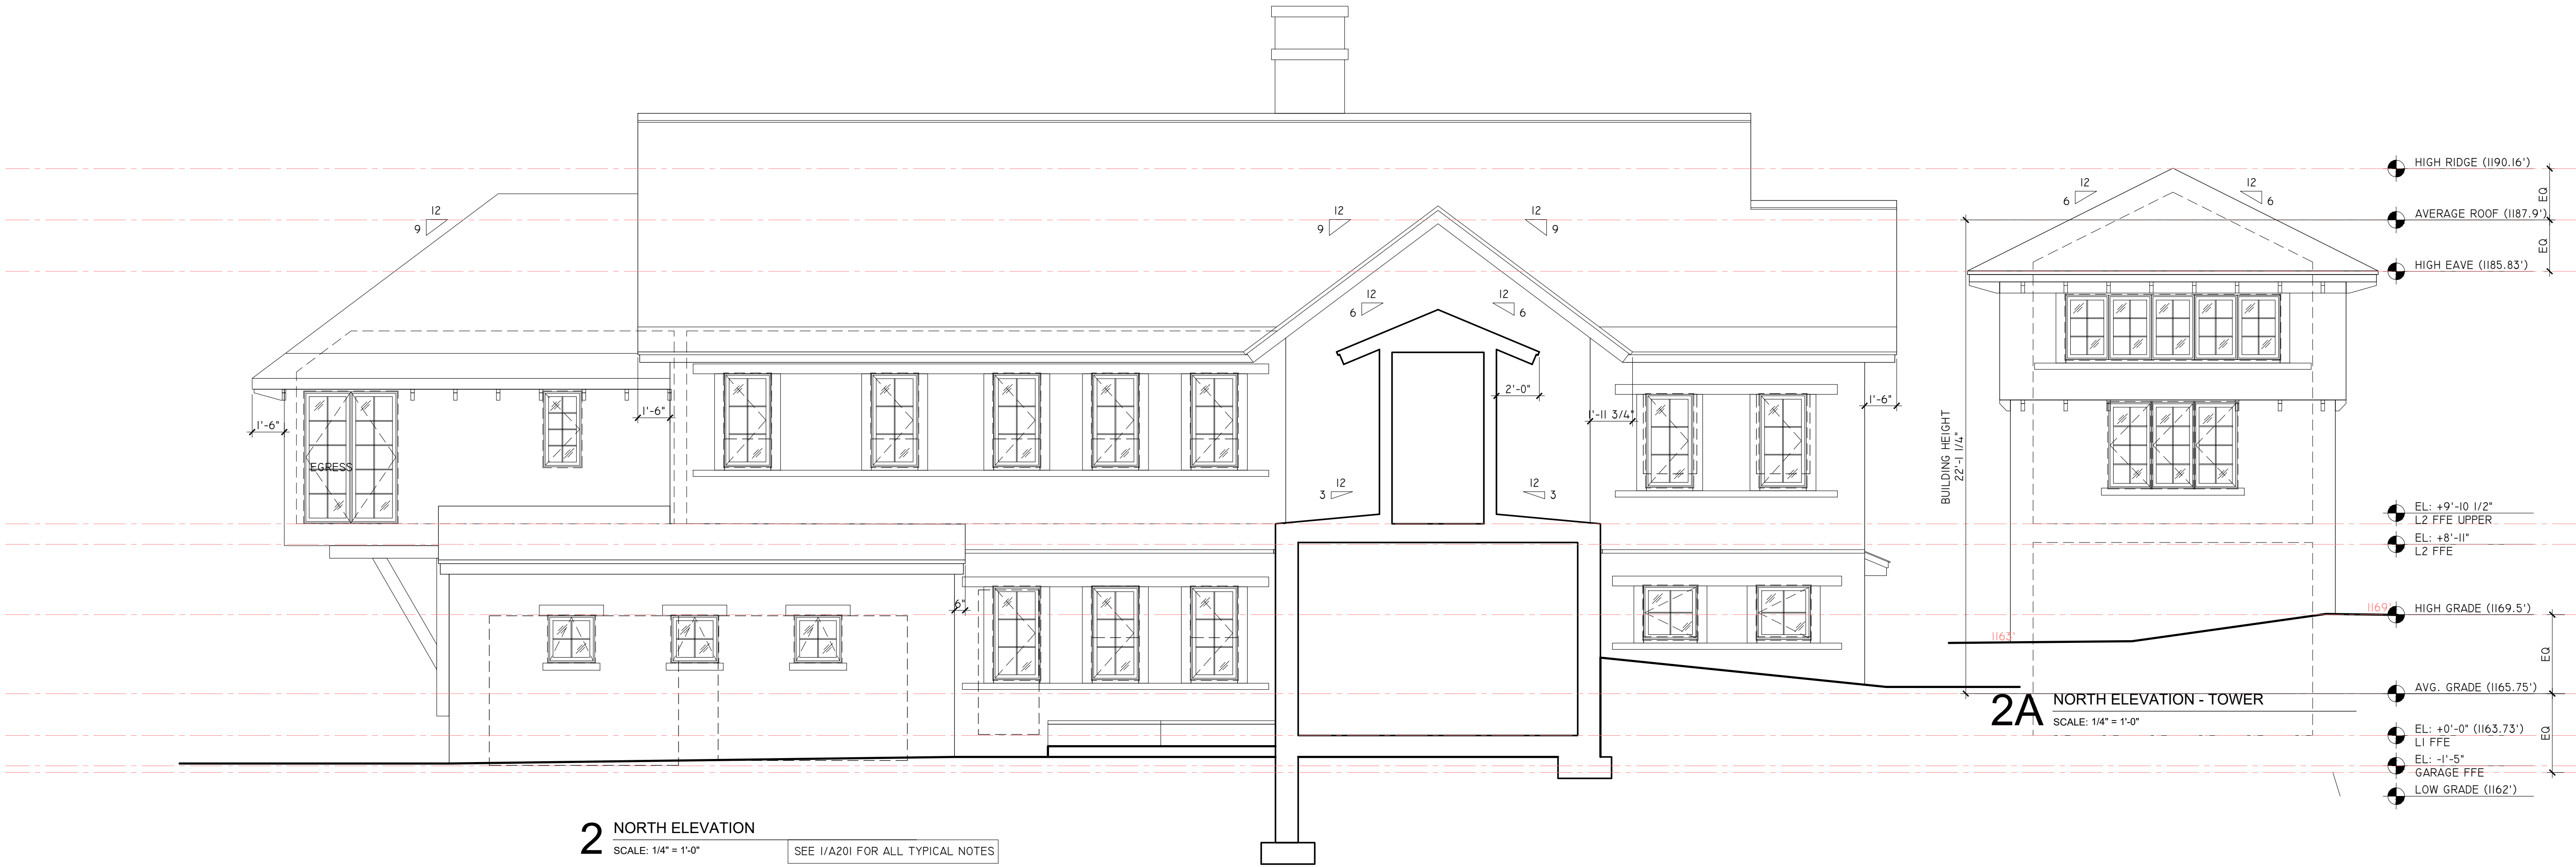 HIGH RIDGE (1190.16')
EQ
12
6
12
6
12
9
12
9
12
9
AVERAGE ROOF (1187.9')
EQ
HIGH EAVE (1185.83')
12
6
12
6
1'-6"
1'-6"
2'-0"
1'-11 3/4"
1'-6"
EGRESS
BUILDING HEIGHT
22'-1 1/4"
12
3
12
3
EL: +9'-10 1/2"
L2 FFE UPPER
EL: +8'-11"
L2 FFE
6"
1169'
HIGH GRADE (1169.5')
1163'
EQ
AVG. GRADE (1165.75')
2A
NORTH ELEVATION - TOWER
SCALE: 1/4" = 1'-0"
EL: +0'-0" (1163.73')
L1 FFE
EQ
EL: -1'-5"
GARAGE FFE
LOW GRADE (1162')
2
NORTH ELEVATION
SCALE: 1/4" = 1'-0"
SEE 1/A201 FOR ALL TYPICAL NOTES